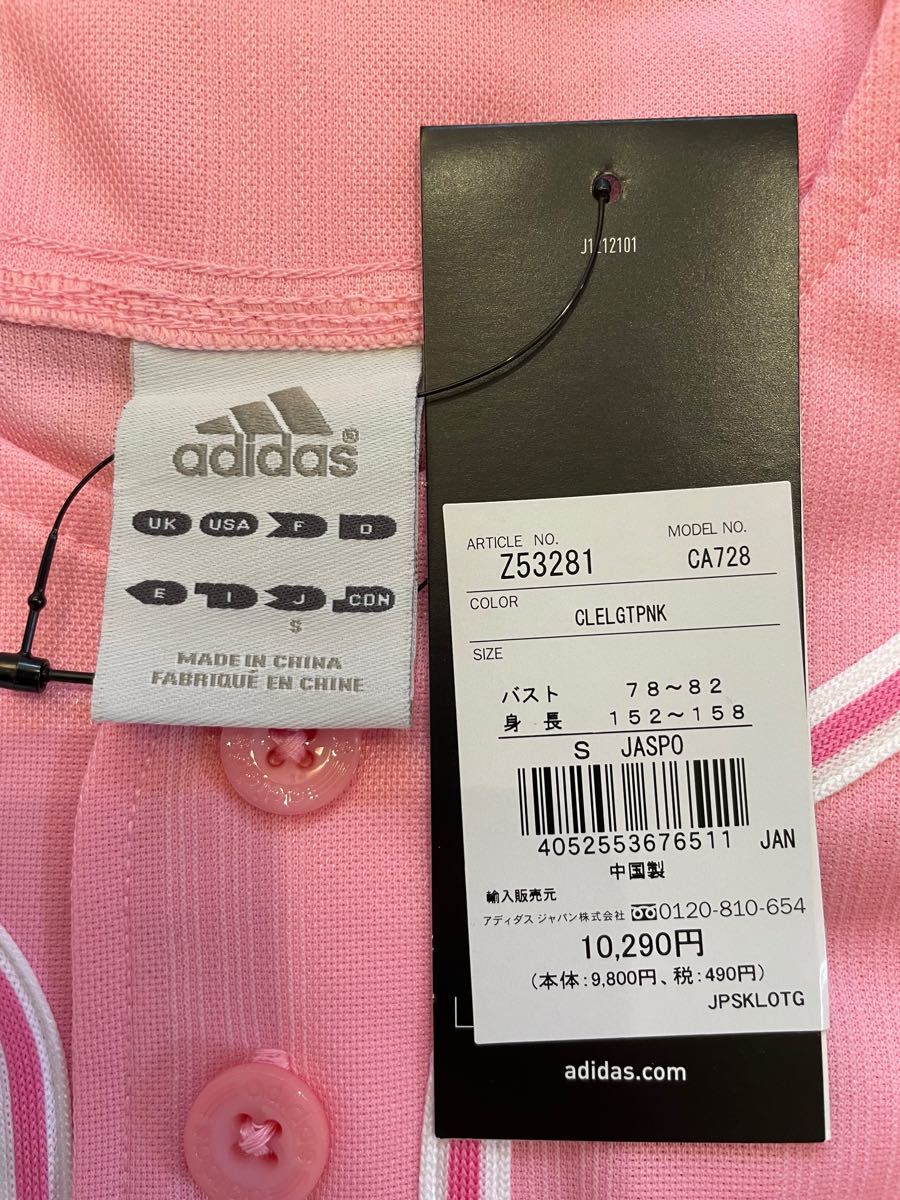 adidas
UK USA F D
E I J CDN
S
MADE IN CHINA
FABRIQUÉ EN CHINE
ARTICLE NO. MODEL NO.
Z53281 CA728
COLOR
CLELGTPNK
SIZE
バスト 78～82
身 長 152～158
S JASPO
4052553676511 JAN
中国製
輸入販売元
アディダス ジャパン株式会社 0120-810-654
10,290円
(本体:9,800円、税:490円)
JPSKLOTG
adidas.com